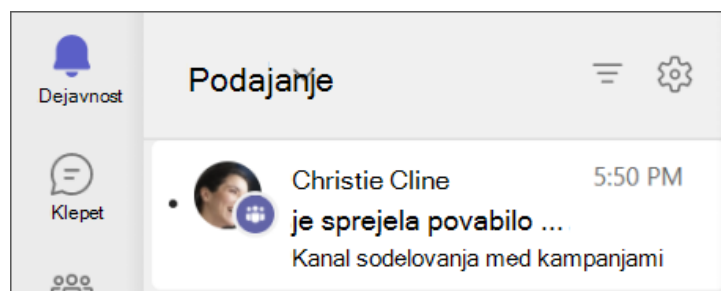 Dejavnost
Podajanje
Klepet
Christie Cline
5:50 PM
je sprejela povabilo ...
Kanal sodelovanja med kampanjami